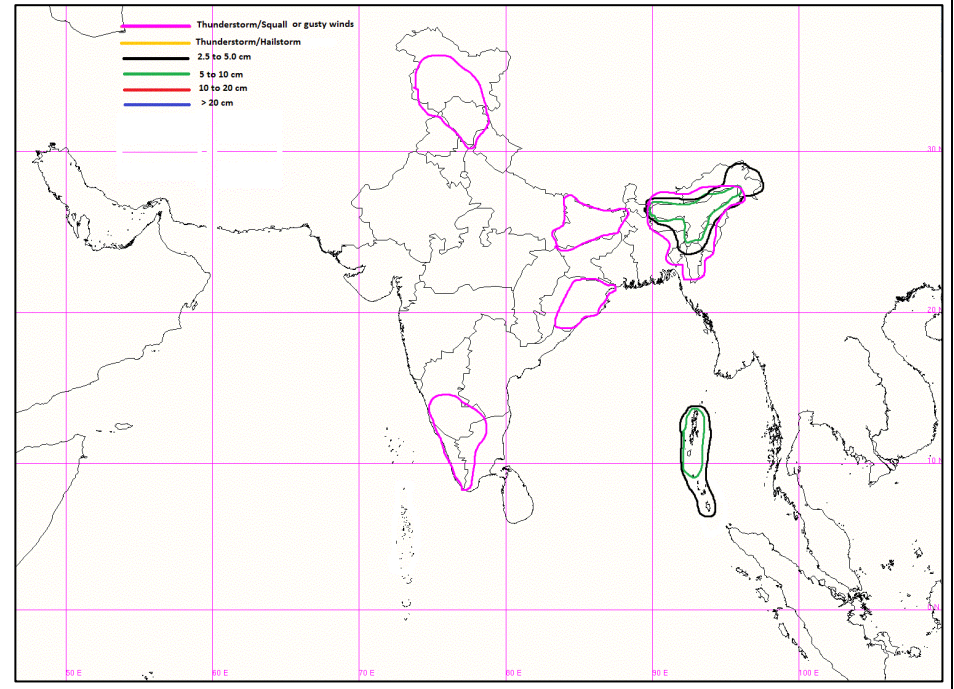 Thunderstorm/Squall or gusty winds
Thunderstorm/Hailstorm
2.5 to 5.0 cm
5 to 10 cm
10 to 20 cm
> 20 cm
30 N
20 N
10 N
50 E
60 E
70 E
80 E
90 E
100 E